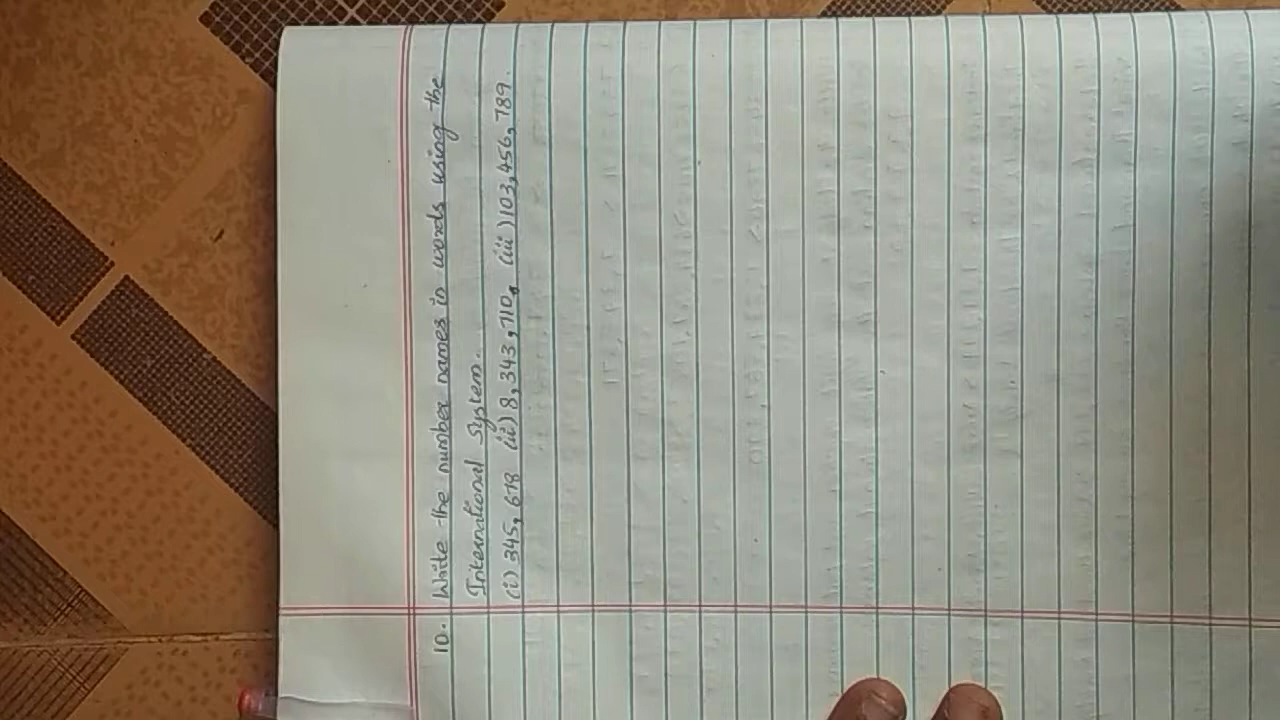 10. Write the number names in words using the
International System.
(i) 345, 678 (ii) 8,343,710, (iii) 103,456,789.